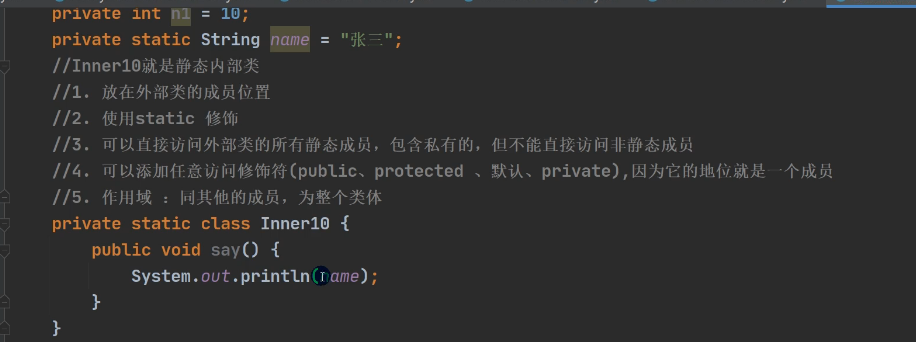 private int n1 = 10;
private static String name = "张三";
//Inner10就是静态内部类
//1. 放在外部类的成员位置
//2. 使用static 修饰
//3. 可以直接访问外部类的所有静态成员，包含私有的，但不能直接访问非静态成员
//4. 可以添加任意访问修饰符(public、protected 、默认、private),因为它的地位就是一个成员
//5. 作用域 ：同其他的成员，为整个类体
private static class Inner10 {
public void say() {
System.out.println(name);
}
}